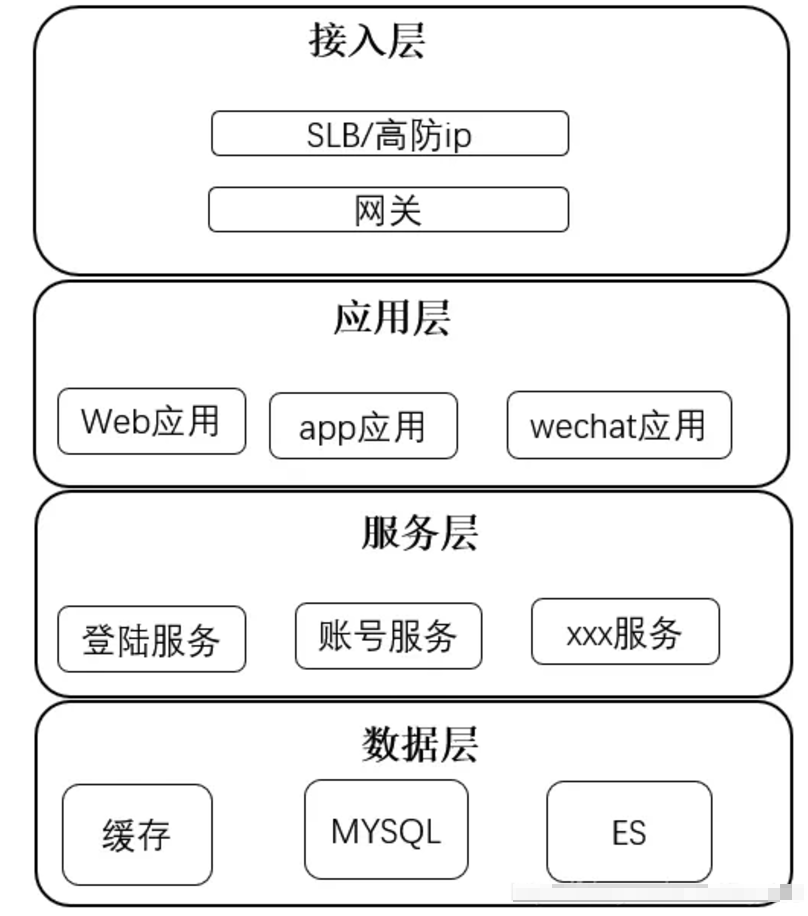 接入层
SLB/高防ip
网关
应用层
Web应用
app应用
wechat应用
服务层
登陆服务
账号服务
xxx服务
数据层
缓存
MYSQL
ES